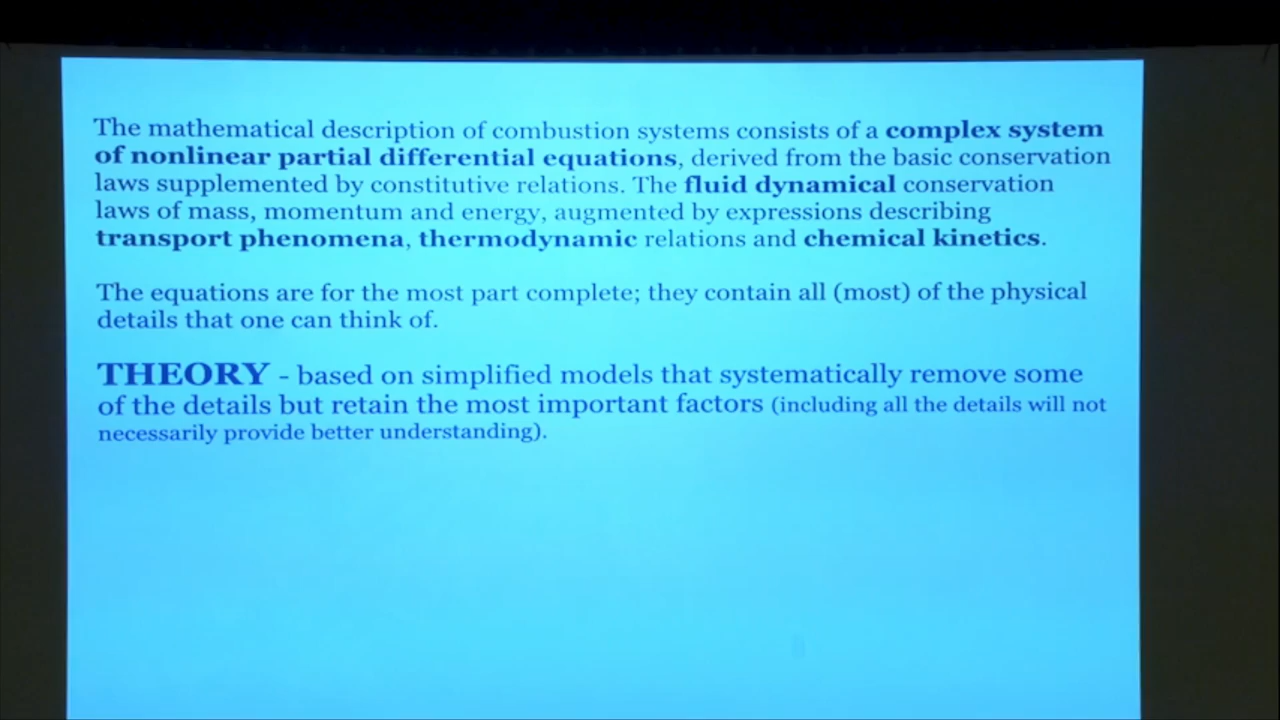 The mathematical description of combustion systems consists of a complex system
of nonlinear partial differential equations, derived from the basic conservation
laws supplemented by constitutive relations. The fluid dynamical conservation
laws of mass, momentum and energy, augmented by expressions describing
transport phenomena, thermodynamic relations and chemical kinetics.
The equations are for the most part complete; they contain all (most) of the physical
details that one can think of.
THEORY - based on simplified models that systematically remove some
of the details but retain the most important factors (including all the details will not
necessarily provide better understanding).